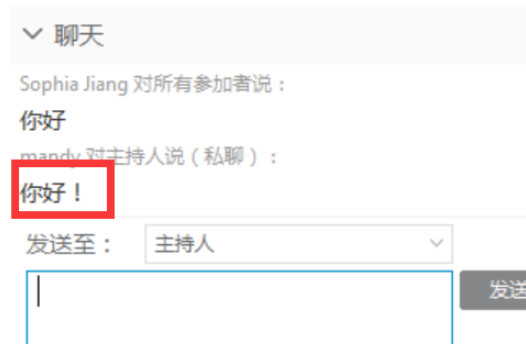 聊天
Sophia Jiang 对所有参加者说：
你好
mandy 对主持人说（私聊）：
你好！
发送至： 主持人
发送